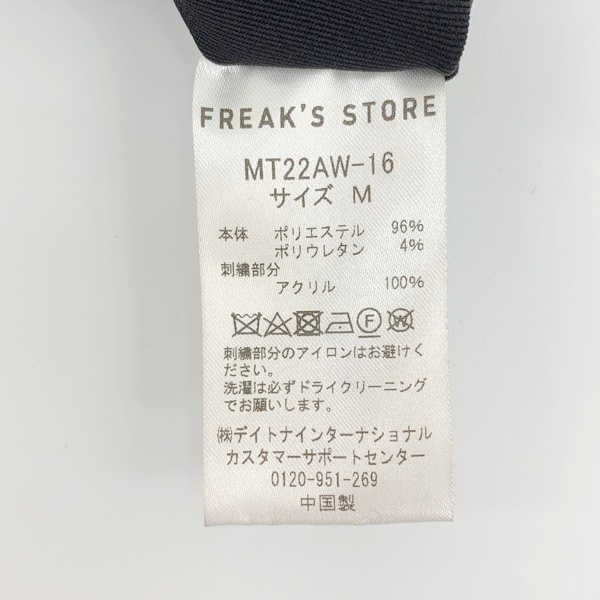 FREAK'S STORE
MT22AW-16
サイズ M
本体 ポリエステル 96%
ポリウレタン 4%
刺繍部分
アクリル 100%
F W
刺繍部分のアイロンはお避けく
ださい。
洗濯は必ずドライクリーニング
でお願いします。
㈱デイトナインターナショナル
カスタマーサポートセンター
0120-951-269
中国製